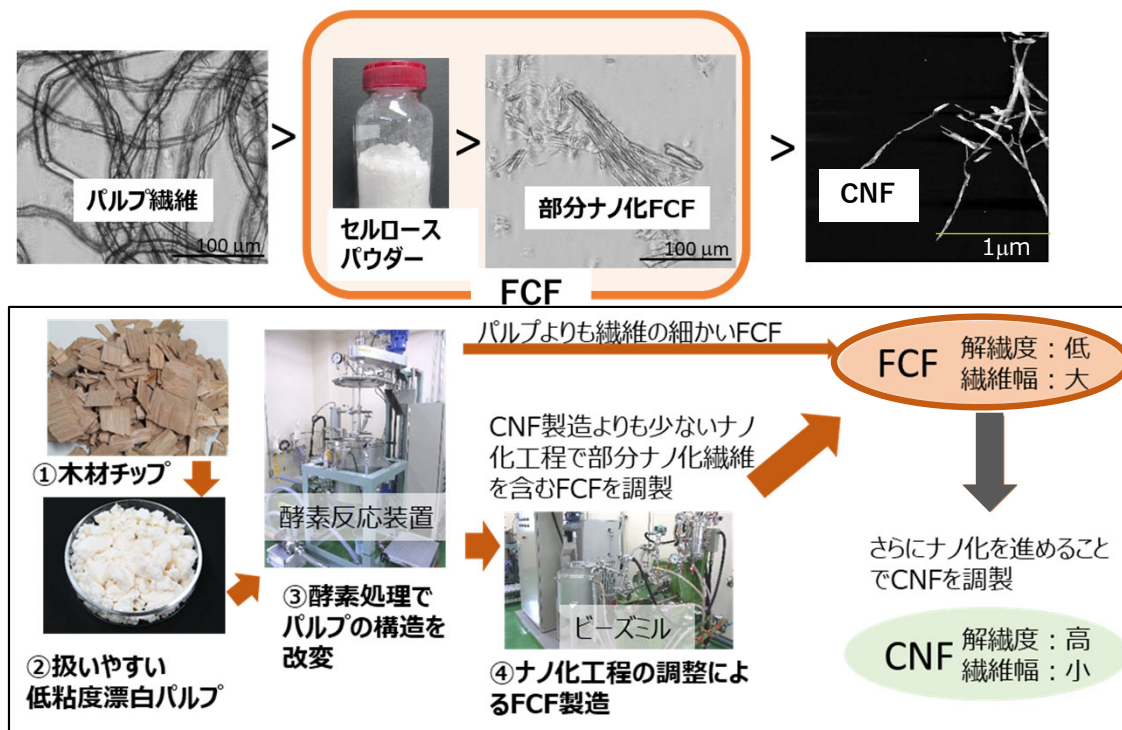 >
>
>
パルプ繊維
100 μm
セルロース
パウダー
部分ナノ化FCF
100 μm
CNF
1μm
FCF
パルプよりも繊維の細かいFCF
FCF
解繊度：低
繊維幅：大
①木材チップ
酵素反応装置
CNF製造よりも少ないナノ
化工程で部分ナノ化繊維
を含むFCFを調製
②扱いやすい
低粘度漂白パルプ
③酵素処理で
パルプの構造を
改変
ビーズミル
④ナノ化工程の調整によ
るFCF製造
さらにナノ化を進めること
でCNFを調製
CNF
解繊度：高
繊維幅：小